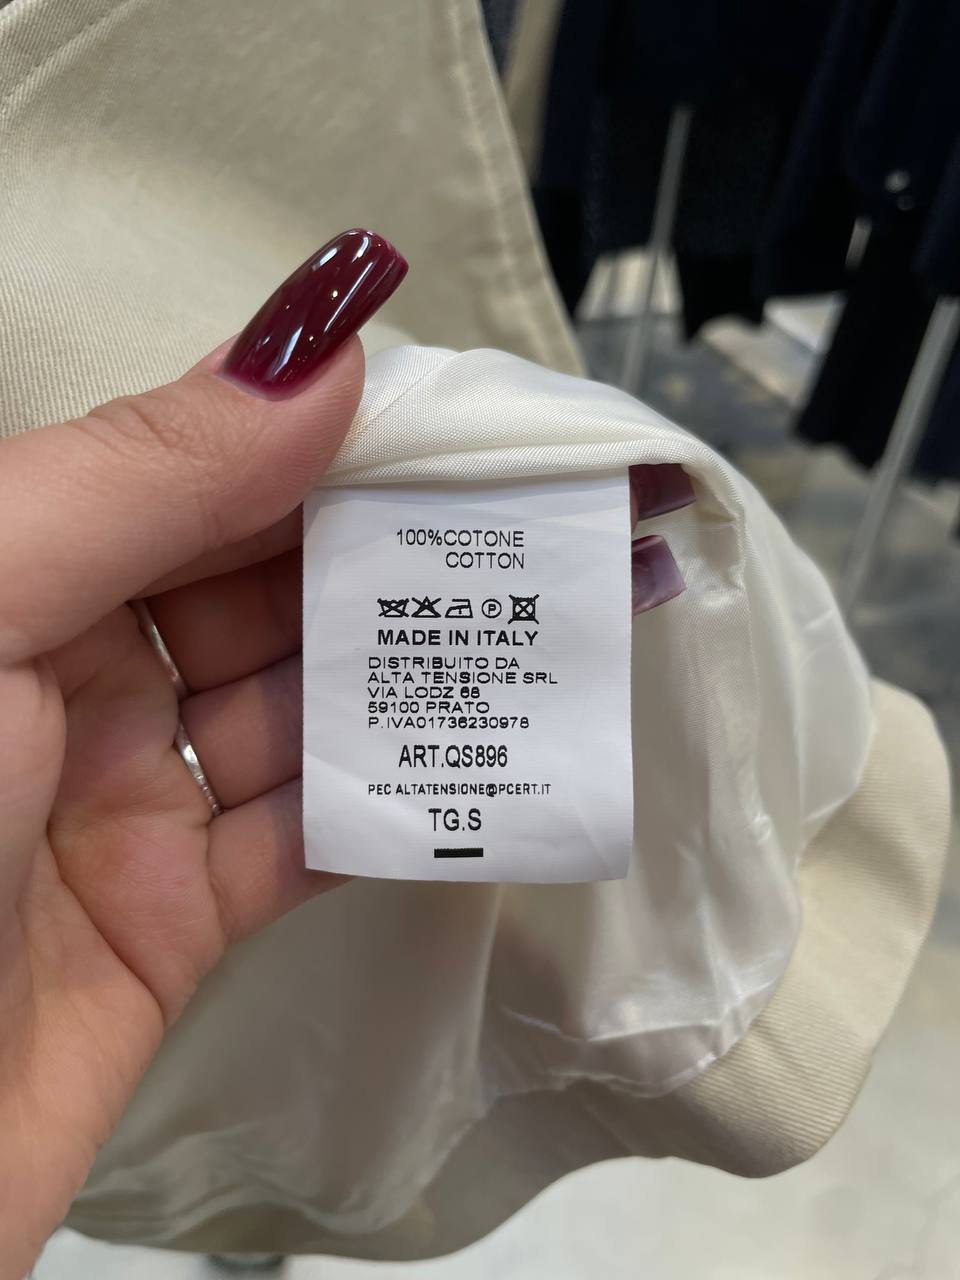 100%COTONE
COTTON
P
MADE IN ITALY
DISTRIBUITO DA
ALTA TENSIONE SRL
VIA LODZ 68
59100 PRATO
P.IVA01736230978
ART.QS896
PEC ALTATENSIONE@PCERT.IT
TG.S